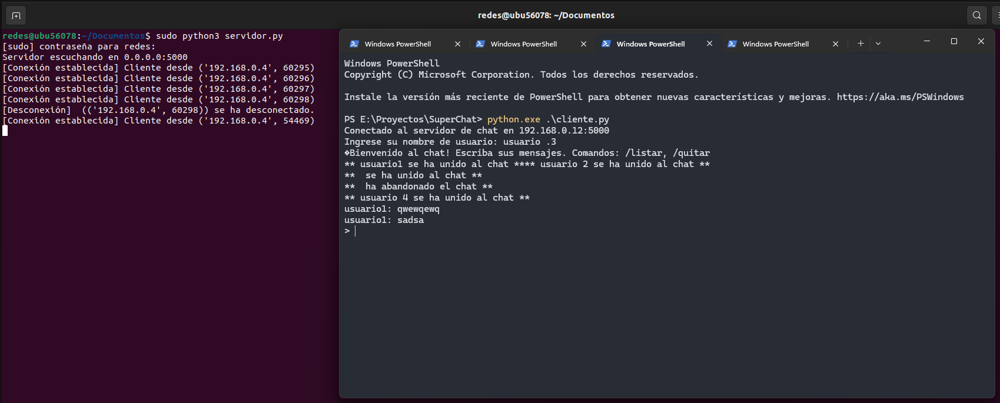 redes@ubu56078: ~/Documentos
redes@ubu56078:~/Documentos$ sudo python3 servidor.py
[sudo] contraseña para redes:
Servidor escuchando en 0.0.0.0:5000
[Conexión establecida] Cliente desde ('192.168.0.4', 60295)
[Conexión establecida] Cliente desde ('192.168.0.4', 60296)
[Conexión establecida] Cliente desde ('192.168.0.4', 60297)
[Conexión establecida] Cliente desde ('192.168.0.4', 60298)
[Desconexión]  (('192.168.0.4', 60298)) se ha desconectado.
[Conexión establecida] Cliente desde ('192.168.0.4', 54469)
Windows PowerShell
Windows PowerShell
Windows PowerShell
Windows PowerShell
Windows PowerShell
Copyright (C) Microsoft Corporation. Todos los derechos reservados.
Instale la versión más reciente de PowerShell para obtener nuevas características y mejoras. https://aka.ms/PSWindows
PS E:\Proyectos\SuperChat> python.exe .\cliente.py
Conectado al servidor de chat en 192.168.0.12:5000
Ingrese su nombre de usuario: usuario .3
�Bienvenido al chat! Escriba sus mensajes. Comandos: /listar, /quitar
** usuario1 se ha unido al chat **** usuario 2 se ha unido al chat **
**  se ha unido al chat **
**  ha abandonado el chat **
** usuario 4 se ha unido al chat **
usuario1: qwewqewq
usuario1: sadsa
>